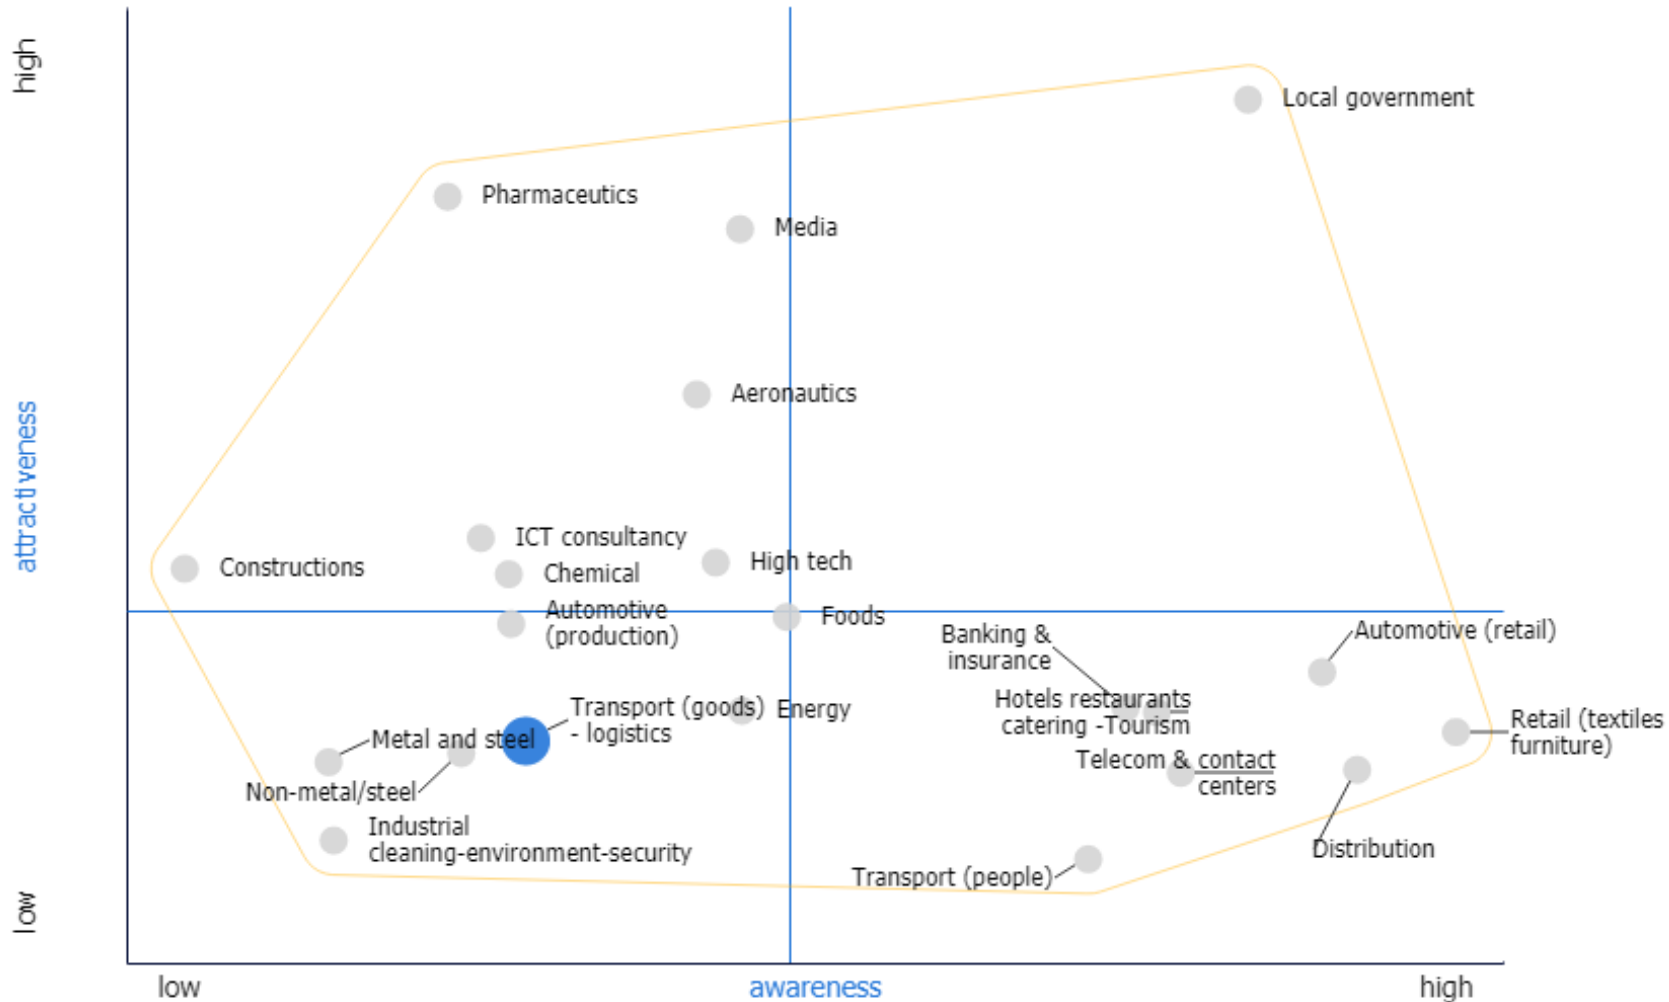 high
Local government
Pharmaceutics
Media
Aeronautics
attractiveness
ICT consultancy
High tech
Constructions
Chemical
Automotive
(production)
Foods
Banking &
insurance
Automotive (retail)
Hotels restaurants
catering -Tourism
Transport (goods)
- logistics
Energy
Retail (textiles
furniture)
Metal and steel
Telecom & contact
centers
Non-metal/steel
Industrial
cleaning-environment-security
Distribution
Transport (people)
low
low
awareness
high